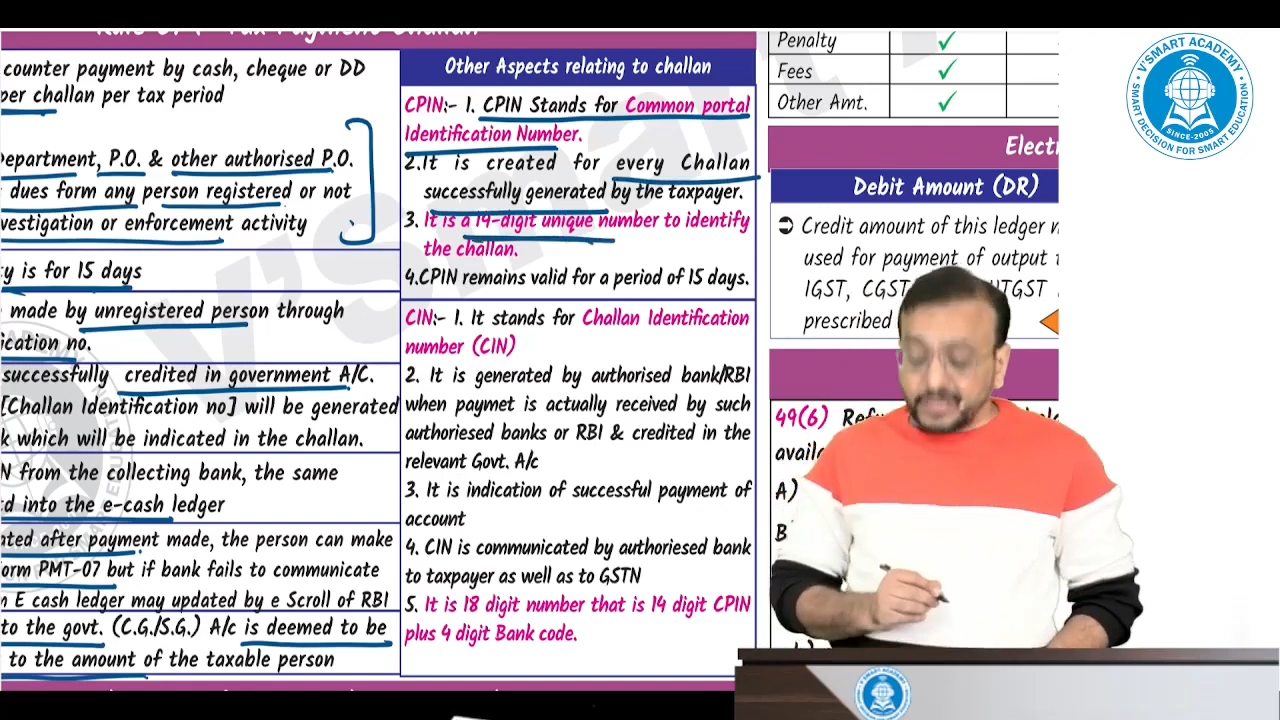 Rule 87: Tax Payment Challan
counter payment by cash, cheque or DD
per challan per tax period
Department, P.O. & other authorised P.O.
dues form any person registered or not
vestigation or enforcement activity
ty is for 15 days
made by unregistered person through
ication no.
successfully credited in government A/C.
[Challan Identification no] will be generated
k which will be indicated in the challan.
N from the collecting bank, the same
d into the e-cash ledger
ated after payment made, the person can make
orm PMT-07 but if bank fails to communicate
n E cash ledger may updated by e Scroll of RBI
to the govt. (C.G./S.G.) A/c is deemed to be
to the amount of the taxable person
Other Aspects relating to challan
CPIN:- 1. CPIN Stands for Common portal
Identification Number.
2.It is created for every Challan
successfully generated by the taxpayer.
3. It is a 14-digit unique number to identify
the challan.
4.CPIN remains valid for a period of 15 days.
CIN:- 1. It stands for Challan Identification
number (CIN)
2. It is generated by authorised bank/RBI
when paymet is actually received by such
authoriesed banks or RBI & credited in the
relevant Govt. A/c
3. It is indication of successful payment of
account
4. CIN is communicated by authoriesed bank
to taxpayer as well as to GSTN
5. It is 18 digit number that is 14 digit CPIN
plus 4 digit Bank code.
Penalty ✓
Fees ✓
Other Amt. ✓
Electr
Debit Amount (DR)
➲ Credit amount of this ledger
used for payment of output
IGST, CGST
prescribed
49(6)
A)
B
V'SMART ACADEMY
SMART DECISION FOR SMART EDUCATION
SINCE-2005
V'Smart